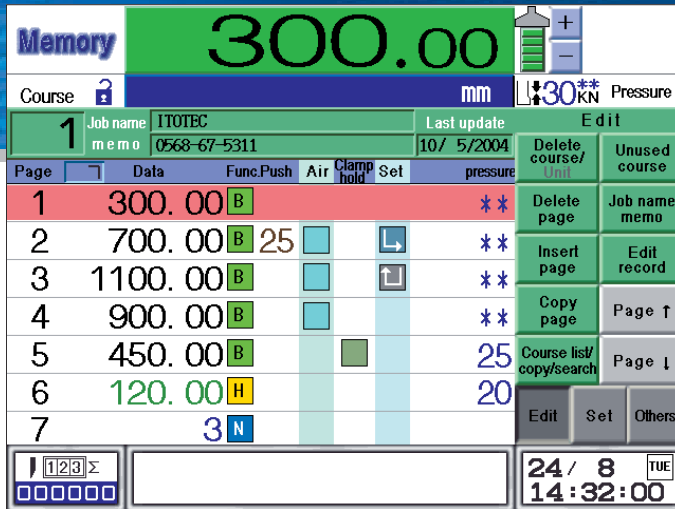 Memory 300.00 + −
Course mm 30** KN Pressure
1 Job name ITOTEC Last update Edit
memo 0568-67-5311 10/ 5/2004
Page Data Func. Push Air Clamp hold Set pressure
1 300.00 B **
2 700.00 B 25 **
3 1100.00 B **
4 900.00 B **
5 450.00 B 25
6 120.00 H 20
7 3 N
Delete course/ Unit
Unused course
Delete page
Job name memo
Insert page
Edit record
Copy page
Page ↑
Course list/ copy/search
Page ↓
Edit Set Others
123Σ
000000
24/ 8 TUE
14:32:00